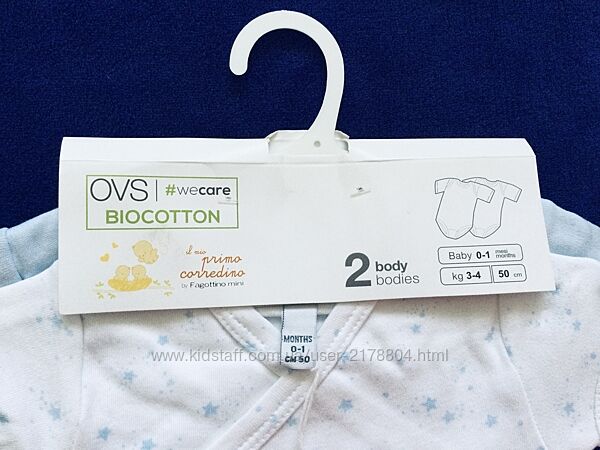 OVS | #wecare
BIOCOTTON
il mio
primo
corredino
by Fagottino mini
2 body
bodies
Baby 0-1 mesi
months
kg 3-4 50 cm
MONTHS
0-1
CM 50
www.kidstaff.com.ua/user-2178804.html